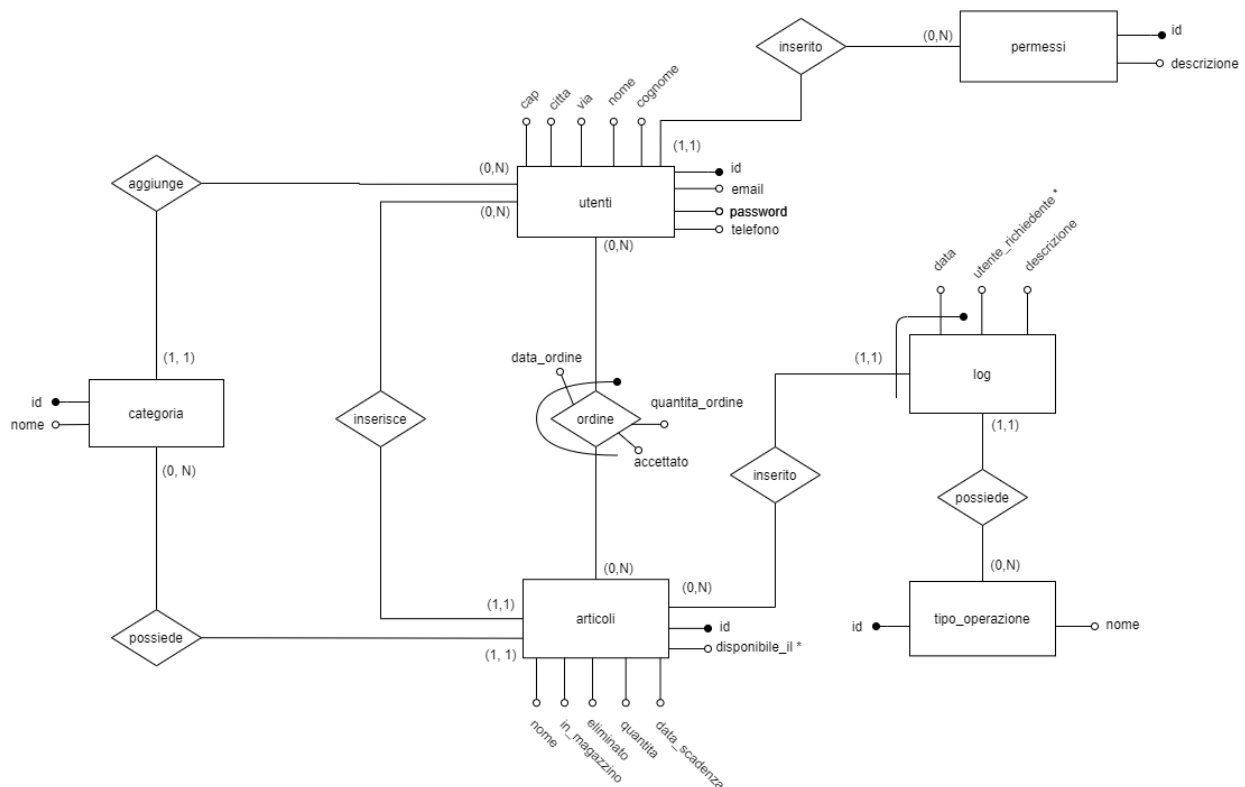 inserito
(0,N)
permessi
id
descrizione
cap
citta
via
nome
cognome
(1,1)
aggiunge
(0,N)
(0,N)
utenti
(0,N)
id
email
password
telefono
data
utente_richiedente *
descrizione
(1, 1)
id
nome
categoria
(0, N)
inserisce
data_ordine
ordine
quantita_ordine
accettato
(1,1)
log
(1,1)
inserito
possiede
(0,N)
(0,N)
(0,N)
(1,1)
articoli
id
disponibile_il *
id
tipo_operazione
nome
possiede
(1, 1)
nome
in_magazzino
eliminato
quantita
data_scadenza